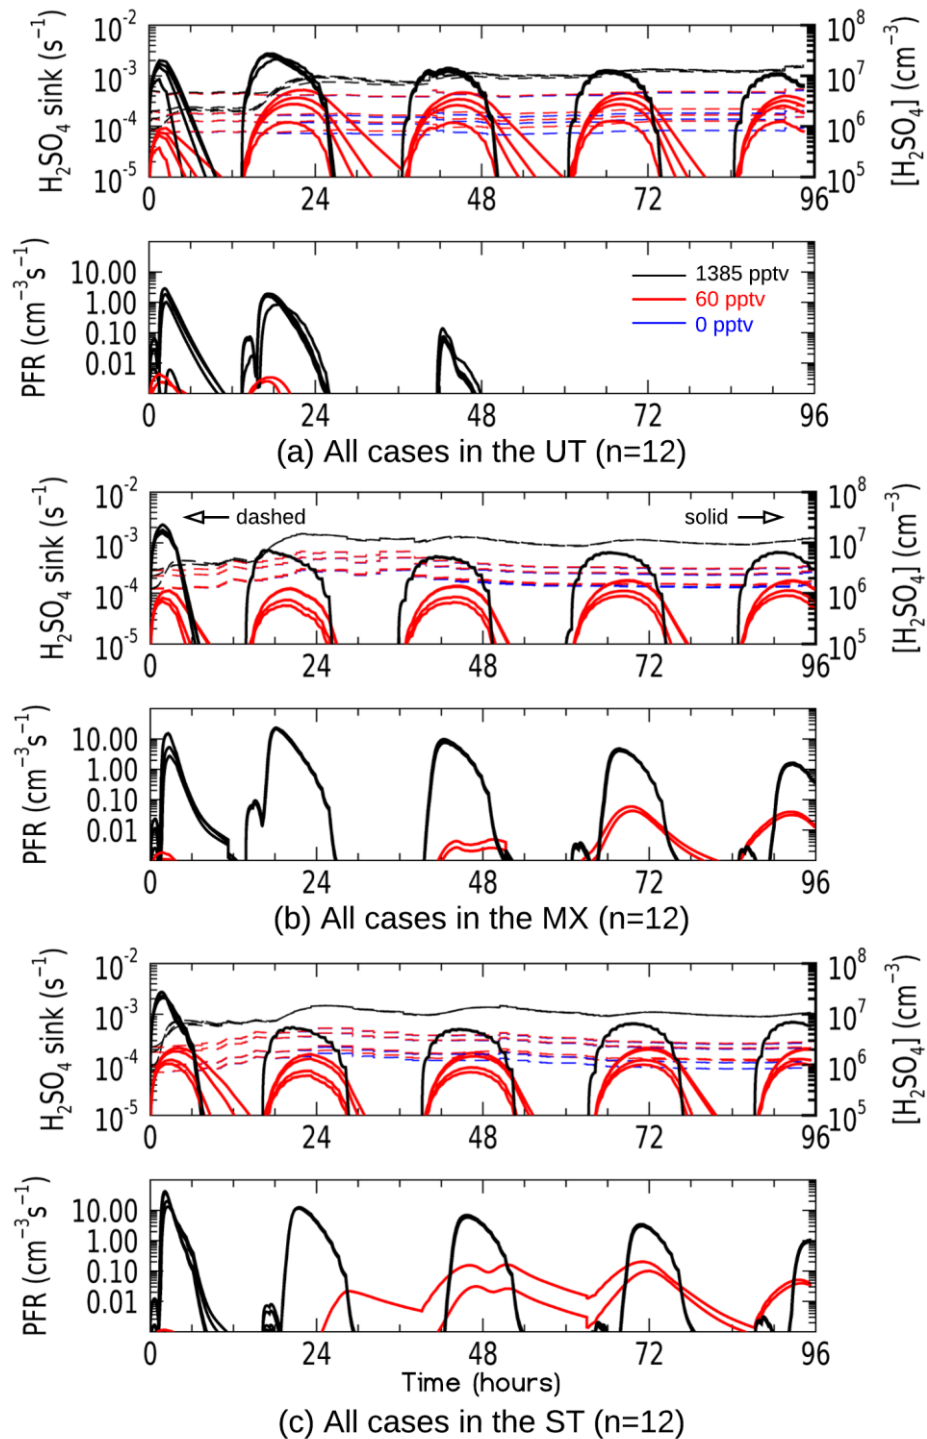 H₂SO₄ sink (s⁻¹)
10⁻²
10⁻³
10⁻⁴
10⁻⁵
10⁸
10⁷
10⁶
10⁵
[H₂SO₄] (cm⁻³)
0 24 48 72 96
PFR (cm⁻³s⁻¹)
10.00
1.00
0.10
0.01
1385 pptv
60 pptv
0 pptv
0 24 48 72 96
(a) All cases in the UT (n=12)
H₂SO₄ sink (s⁻¹)
10⁻²
10⁻³
10⁻⁴
10⁻⁵
dashed
solid
10⁸
10⁷
10⁶
10⁵
[H₂SO₄] (cm⁻³)
0 24 48 72 96
PFR (cm⁻³s⁻¹)
10.00
1.00
0.10
0.01
0 24 48 72 96
(b) All cases in the MX (n=12)
H₂SO₄ sink (s⁻¹)
10⁻²
10⁻³
10⁻⁴
10⁻⁵
10⁸
10⁷
10⁶
10⁵
[H₂SO₄] (cm⁻³)
0 24 48 72 96
PFR (cm⁻³s⁻¹)
10.00
1.00
0.10
0.01
0 24 48 72 96
Time (hours)
(c) All cases in the ST (n=12)